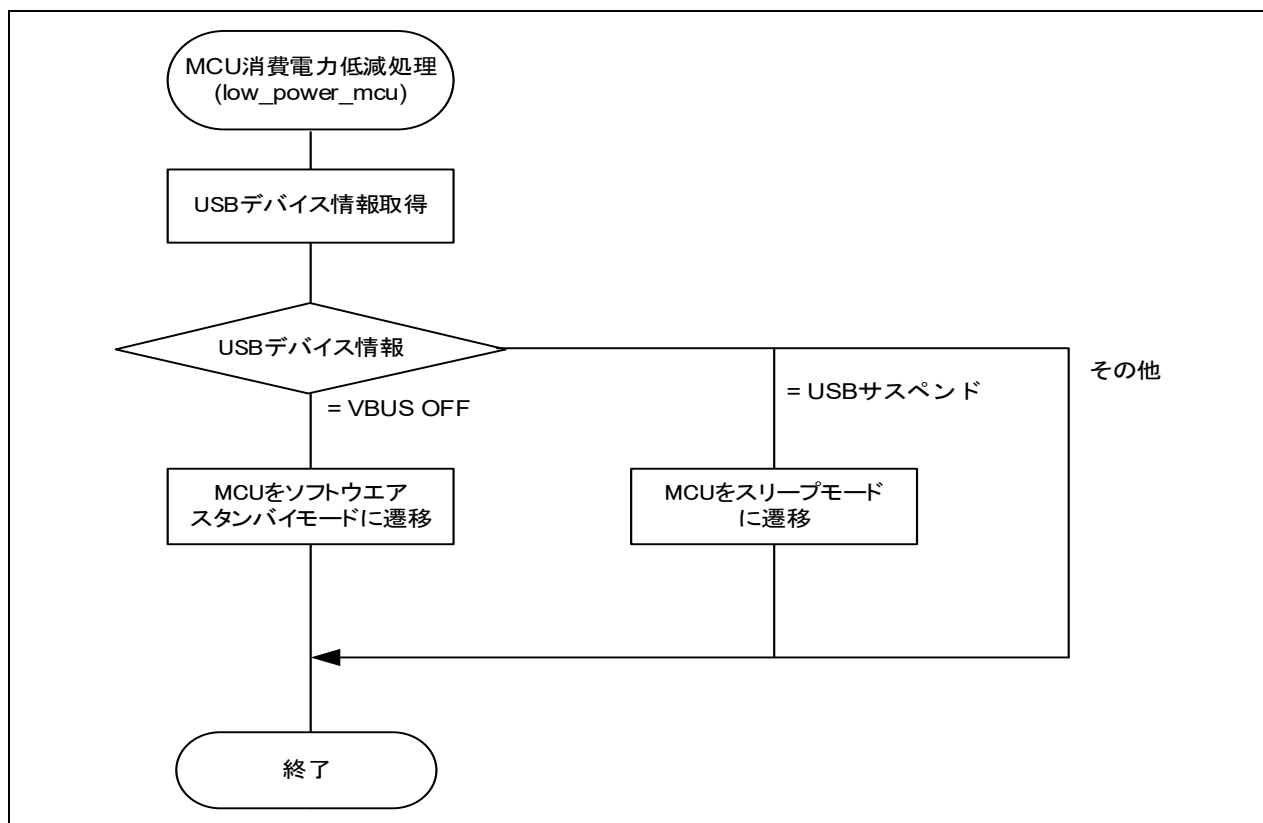 MCU消費電力低減処理
(low_power_mcu)
USBデバイス情報取得
USBデバイス情報
その他
= USBサスペンド
= VBUS OFF
MCUをソフトウエア
スタンバイモードに遷移
MCUをスリープモード
に遷移
終了